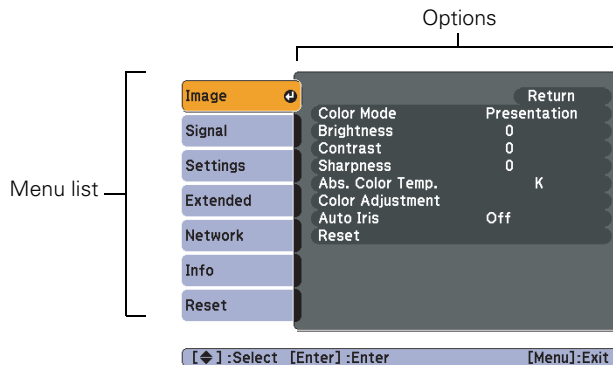 Options
Menu list
Image
Signal
Settings
Extended
Network
Info
Reset
Return
Color Mode Presentation
Brightness 0
Contrast 0
Sharpness 0
Abs. Color Temp. K
Color Adjustment
Auto Iris Off
Reset
[ ] :Select [Enter] :Enter [Menu]:Exit